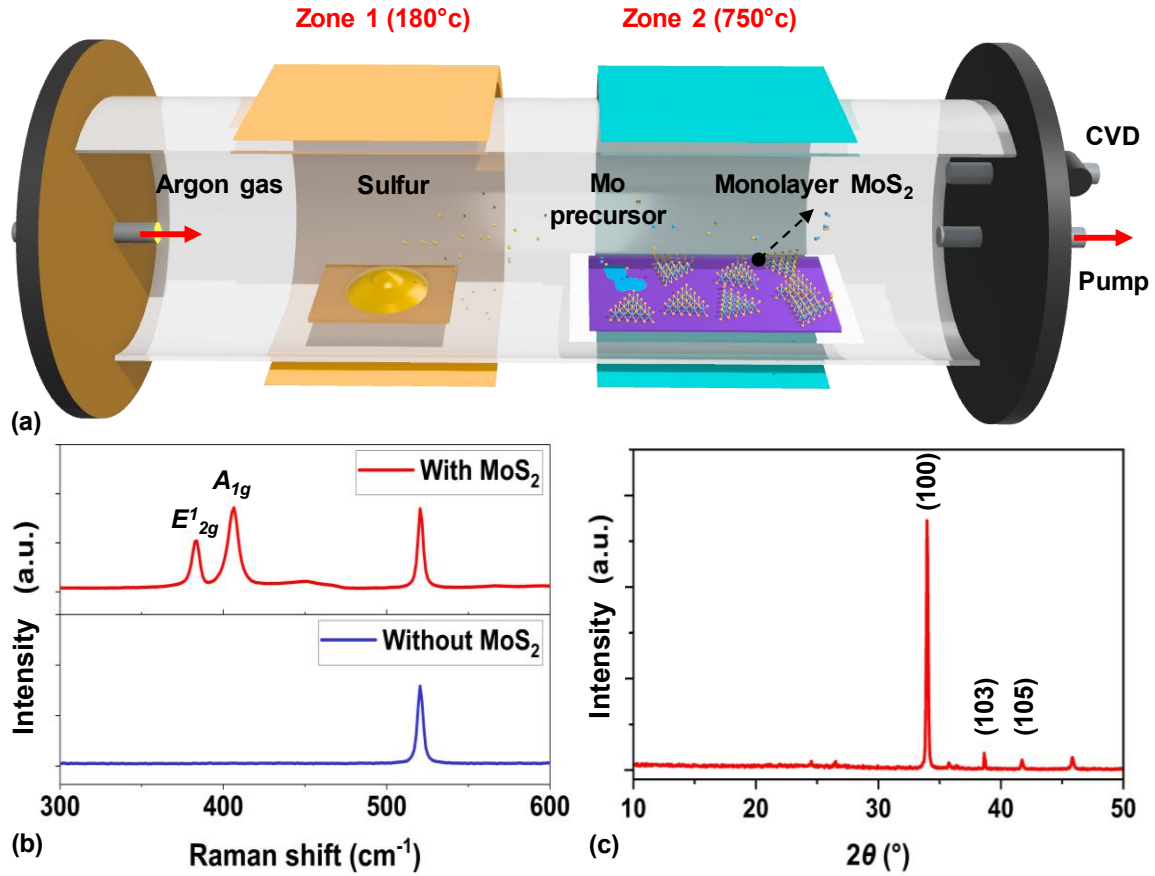 Zone 1 (180°c)
Zone 2 (750°c)
Argon gas
Sulfur
Mo
precursor
Monolayer MoS₂
CVD
Pump
(a)
With MoS₂
A₁g
E¹₂g
Without MoS₂
Intensity (a.u.)
300
400
500
600
Raman shift (cm⁻¹)
(b)
(100)
(103)
(105)
Intensity (a.u.)
10
20
30
40
50
2θ (°)
(c)